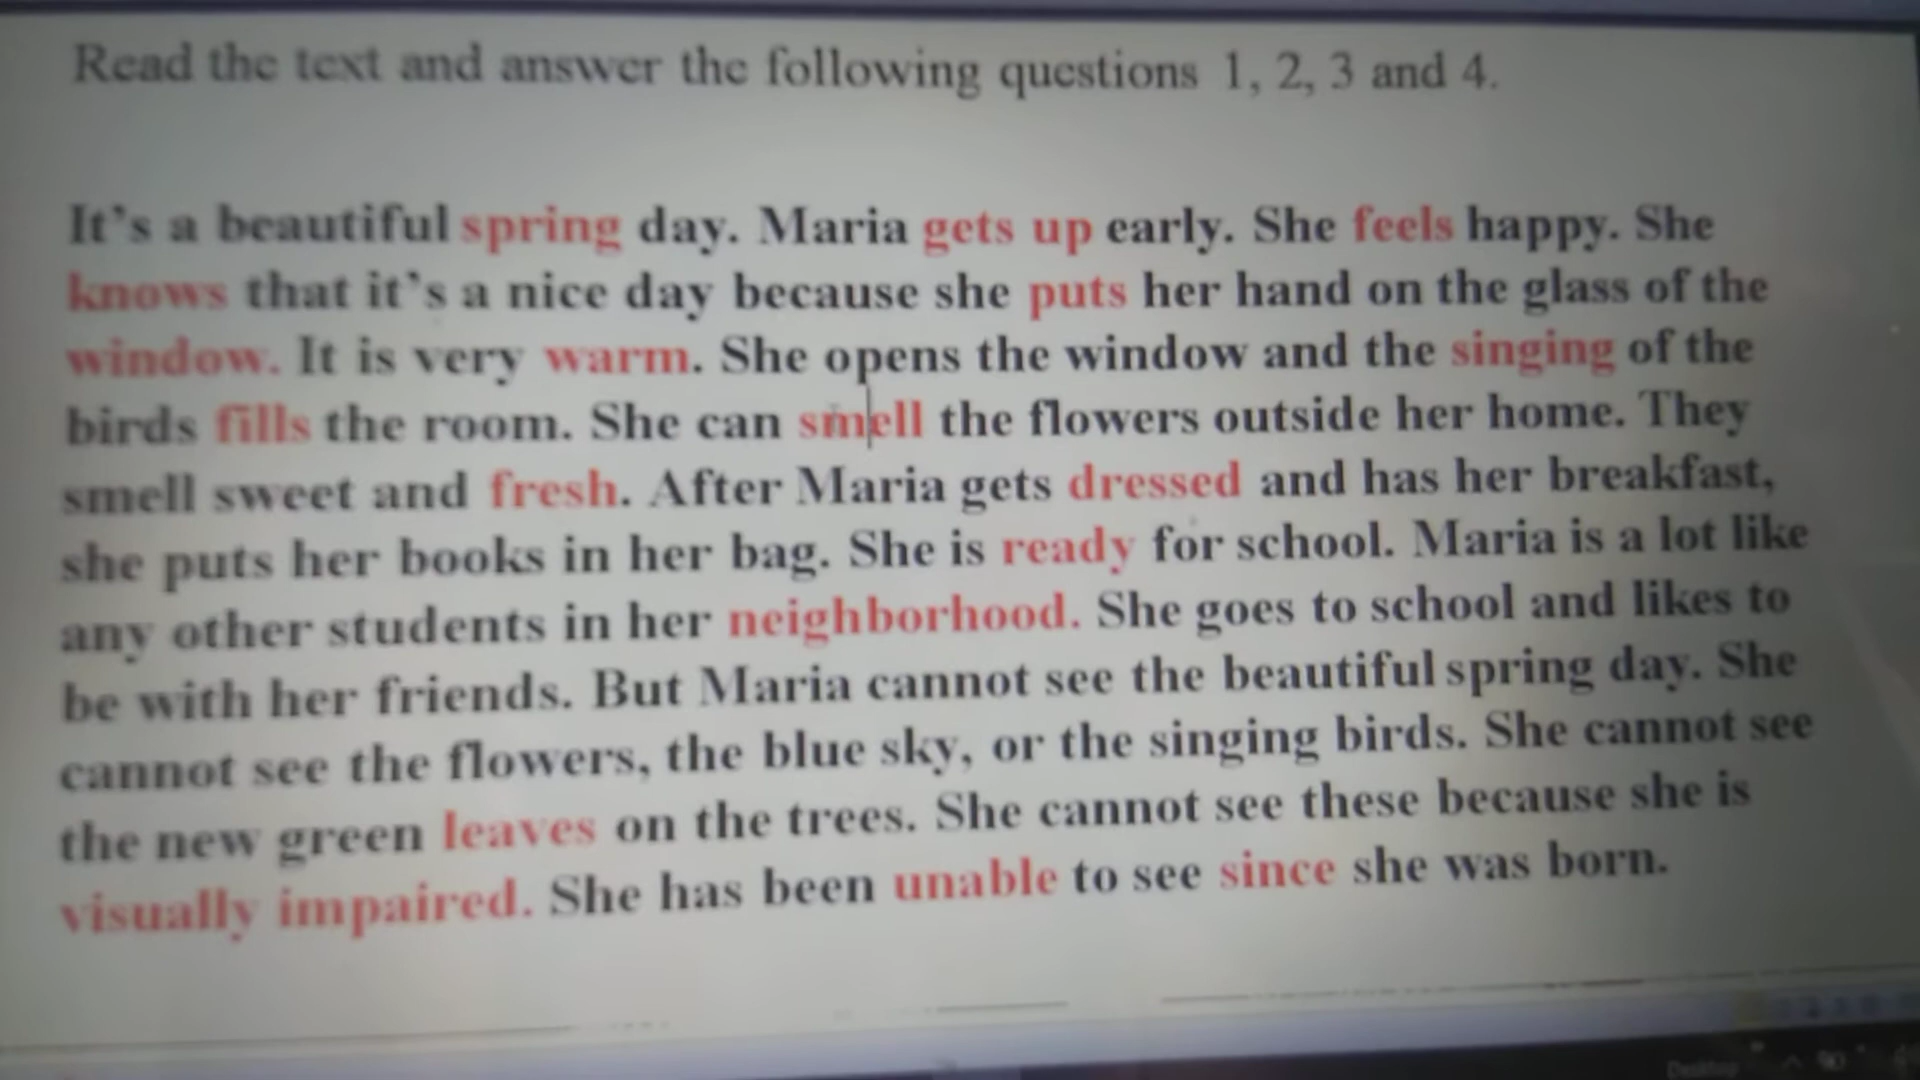 Read the text and answer the following questions 1, 2, 3 and 4.
It's a beautiful spring day. Maria gets up early. She feels happy. She
knows that it's a nice day because she puts her hand on the glass of the
window. It is very warm. She opens the window and the singing of the
birds fills the room. She can smell the flowers outside her home. They
smell sweet and fresh. After Maria gets dressed and has her breakfast,
she puts her books in her bag. She is ready for school. Maria is a lot like
any other students in her neighborhood. She goes to school and likes to
be with her friends. But Maria cannot see the beautiful spring day. She
cannot see the flowers, the blue sky, or the singing birds. She cannot see
the new green leaves on the trees. She cannot see these because she is
visually impaired. She has been unable to see since she was born.
Desktop